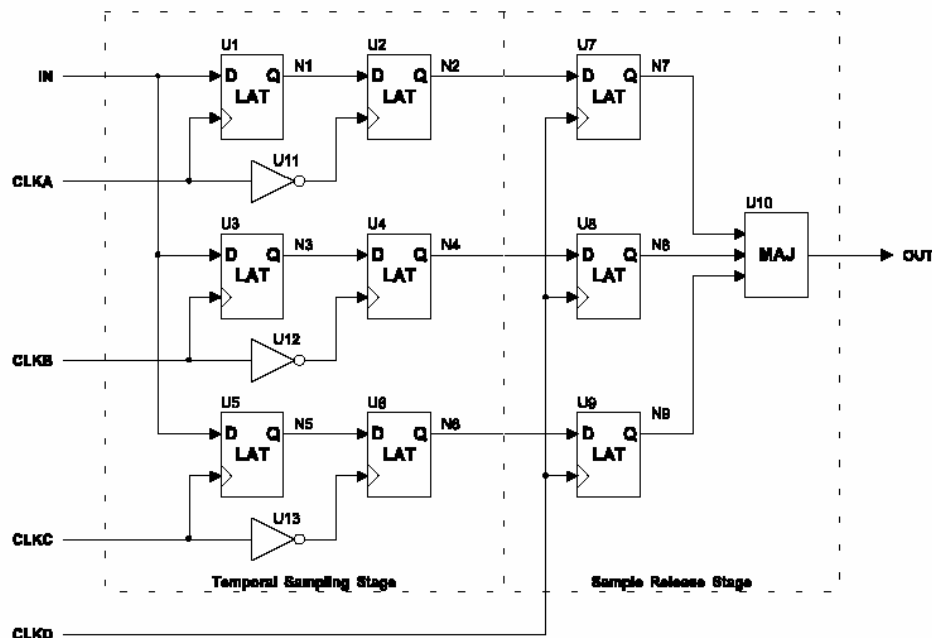 U1
U2
U7
IN
D Q
LAT
N1
D Q
LAT
N2
D Q
LAT
N7
U11
CLKA
U10
U3
U4
U8
D Q
LAT
N3
D Q
LAT
N4
D Q
LAT
N8
MAJ
OUT
U12
CLKB
U5
U6
U9
D Q
LAT
N5
D Q
LAT
N6
D Q
LAT
N9
U13
CLKC
Temporal Sampling Stage
Sample Release Stage
CLKD